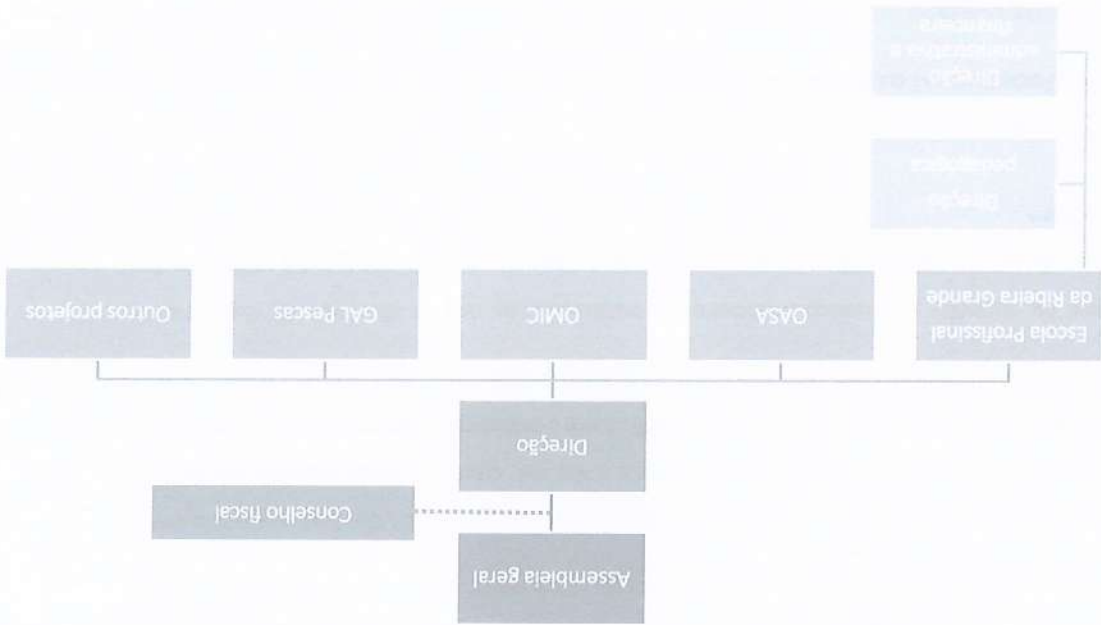 Assembleia geral
Conselho fiscal
Direção
Escola Profissinal
da Ribeira Grande
OASA
OMIC
GAL Pescas
Outros projetos
Direção
pedagógica
Direção
administrativa e
financeira